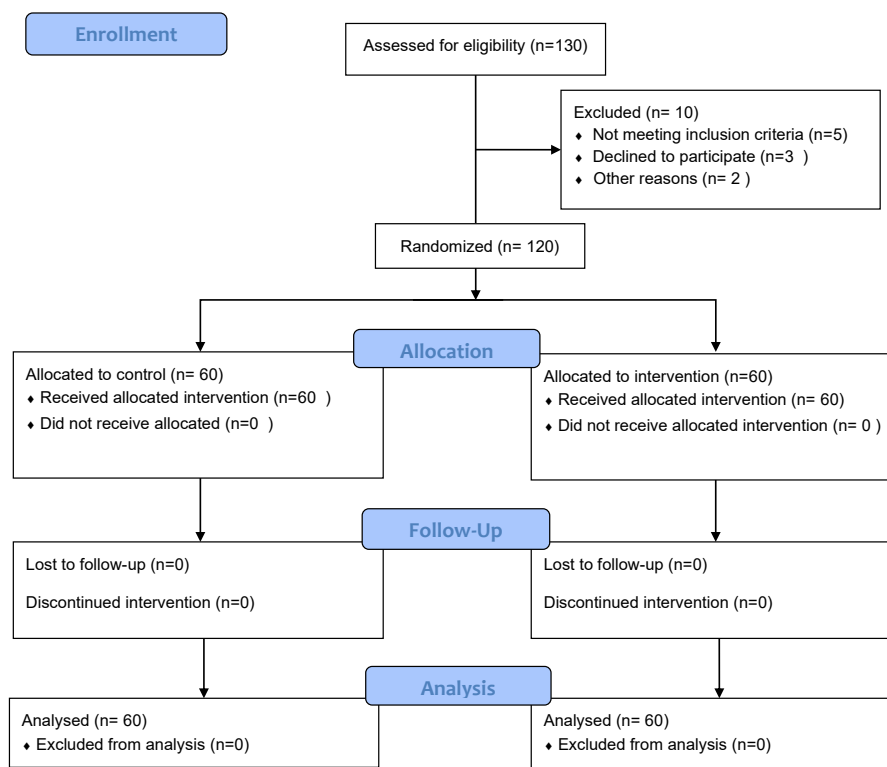 Enrollment
Assessed for eligibility (n=130)
Excluded (n= 10)
♦ Not meeting inclusion criteria (n=5)
♦ Declined to participate (n=3  )
♦ Other reasons (n= 2 )
Randomized (n= 120)
Allocation
Allocated to control (n= 60)
♦ Received allocated intervention (n=60  )
♦ Did not receive allocated (n=0  )
Allocated to intervention (n=60)
♦ Received allocated intervention (n= 60)
♦ Did not receive allocated intervention (n= 0 )
Follow-Up
Lost to follow-up (n=0)
Discontinued intervention (n=0)
Lost to follow-up (n=0)
Discontinued intervention (n=0)
Analysis
Analysed (n= 60)
♦ Excluded from analysis (n=0)
Analysed (n= 60)
♦ Excluded from analysis (n=0)